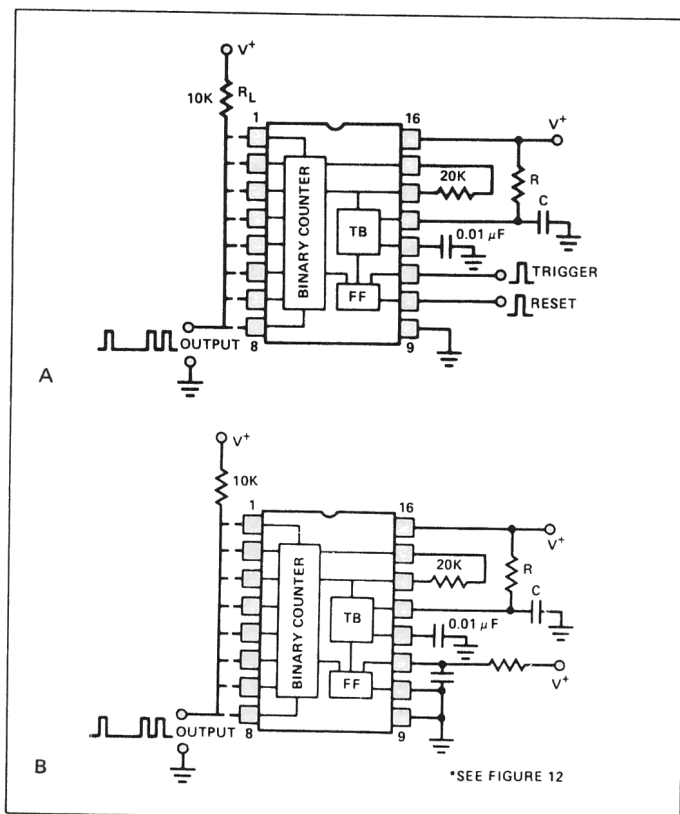 V+
10K RL
1 16
V+
20K
R
C
BINARY COUNTER
TB
0.01 μF
TRIGGER
FF
RESET
OUTPUT
8 9
A
V+
10K
1 16
V+
20K
R
C
BINARY COUNTER
TB
0.01 μF
FF
V+
OUTPUT
8 9
B
*SEE FIGURE 12